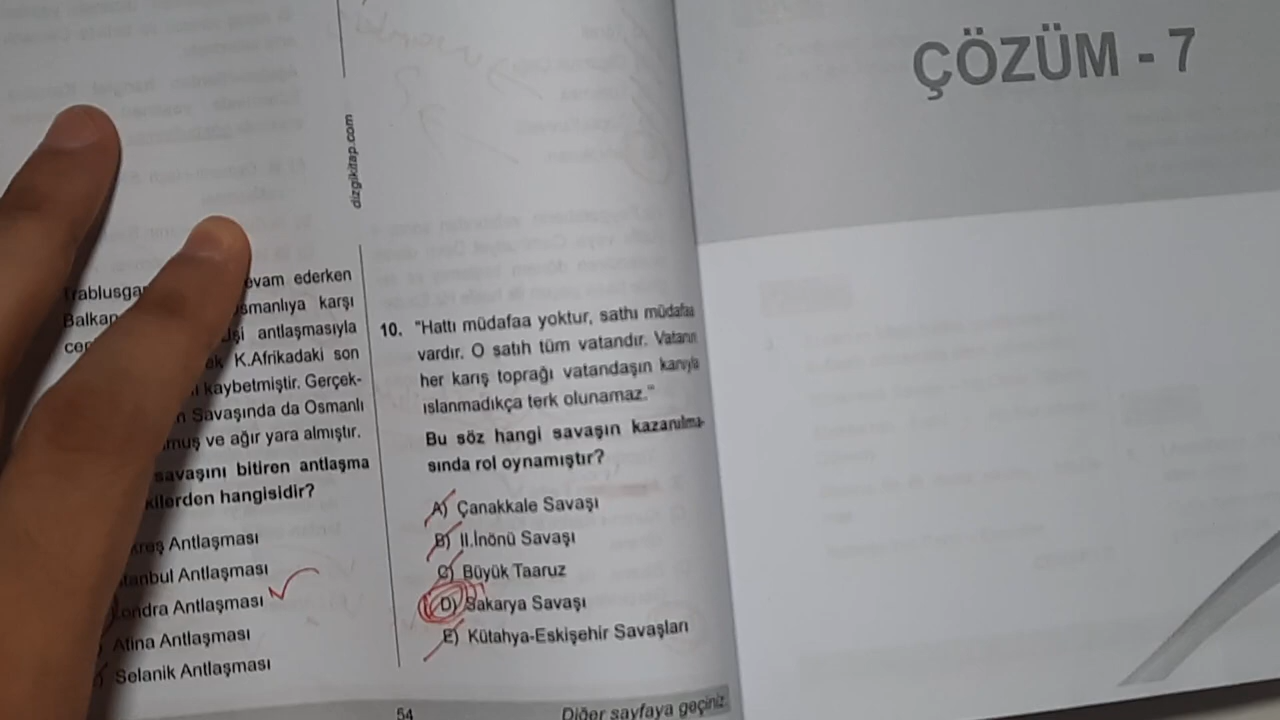 dizgikitap.com
evam ederken
Balkan
karşı
antlaşmasıyla
K.Afrikadaki son
kaybetmiştir. Gerçek-
Savaşında da Osmanlı
ve ağır yara almıştır.
savaşını bitiren antlaşma
hangisidir?
Antlaşması
Antlaşması
Antlaşması
Atina Antlaşması
Selanik Antlaşması
54
10. "Hattı müdafaa yoktur, sathı müdafaa
vardır. O satıh tüm vatandır. Vatanın
her karış toprağı vatandaşın kanıyla
ıslanmadıkça terk olunamaz."
Bu söz hangi savaşın kazanılma-
sında rol oynamıştır?
A) Çanakkale Savaşı
B) II.İnönü Savaşı
C) Büyük Taaruz
D) Sakarya Savaşı
E) Kütahya-Eskişehir Savaşları
Diğer sayfaya geçiniz
ÇÖZÜM - 7